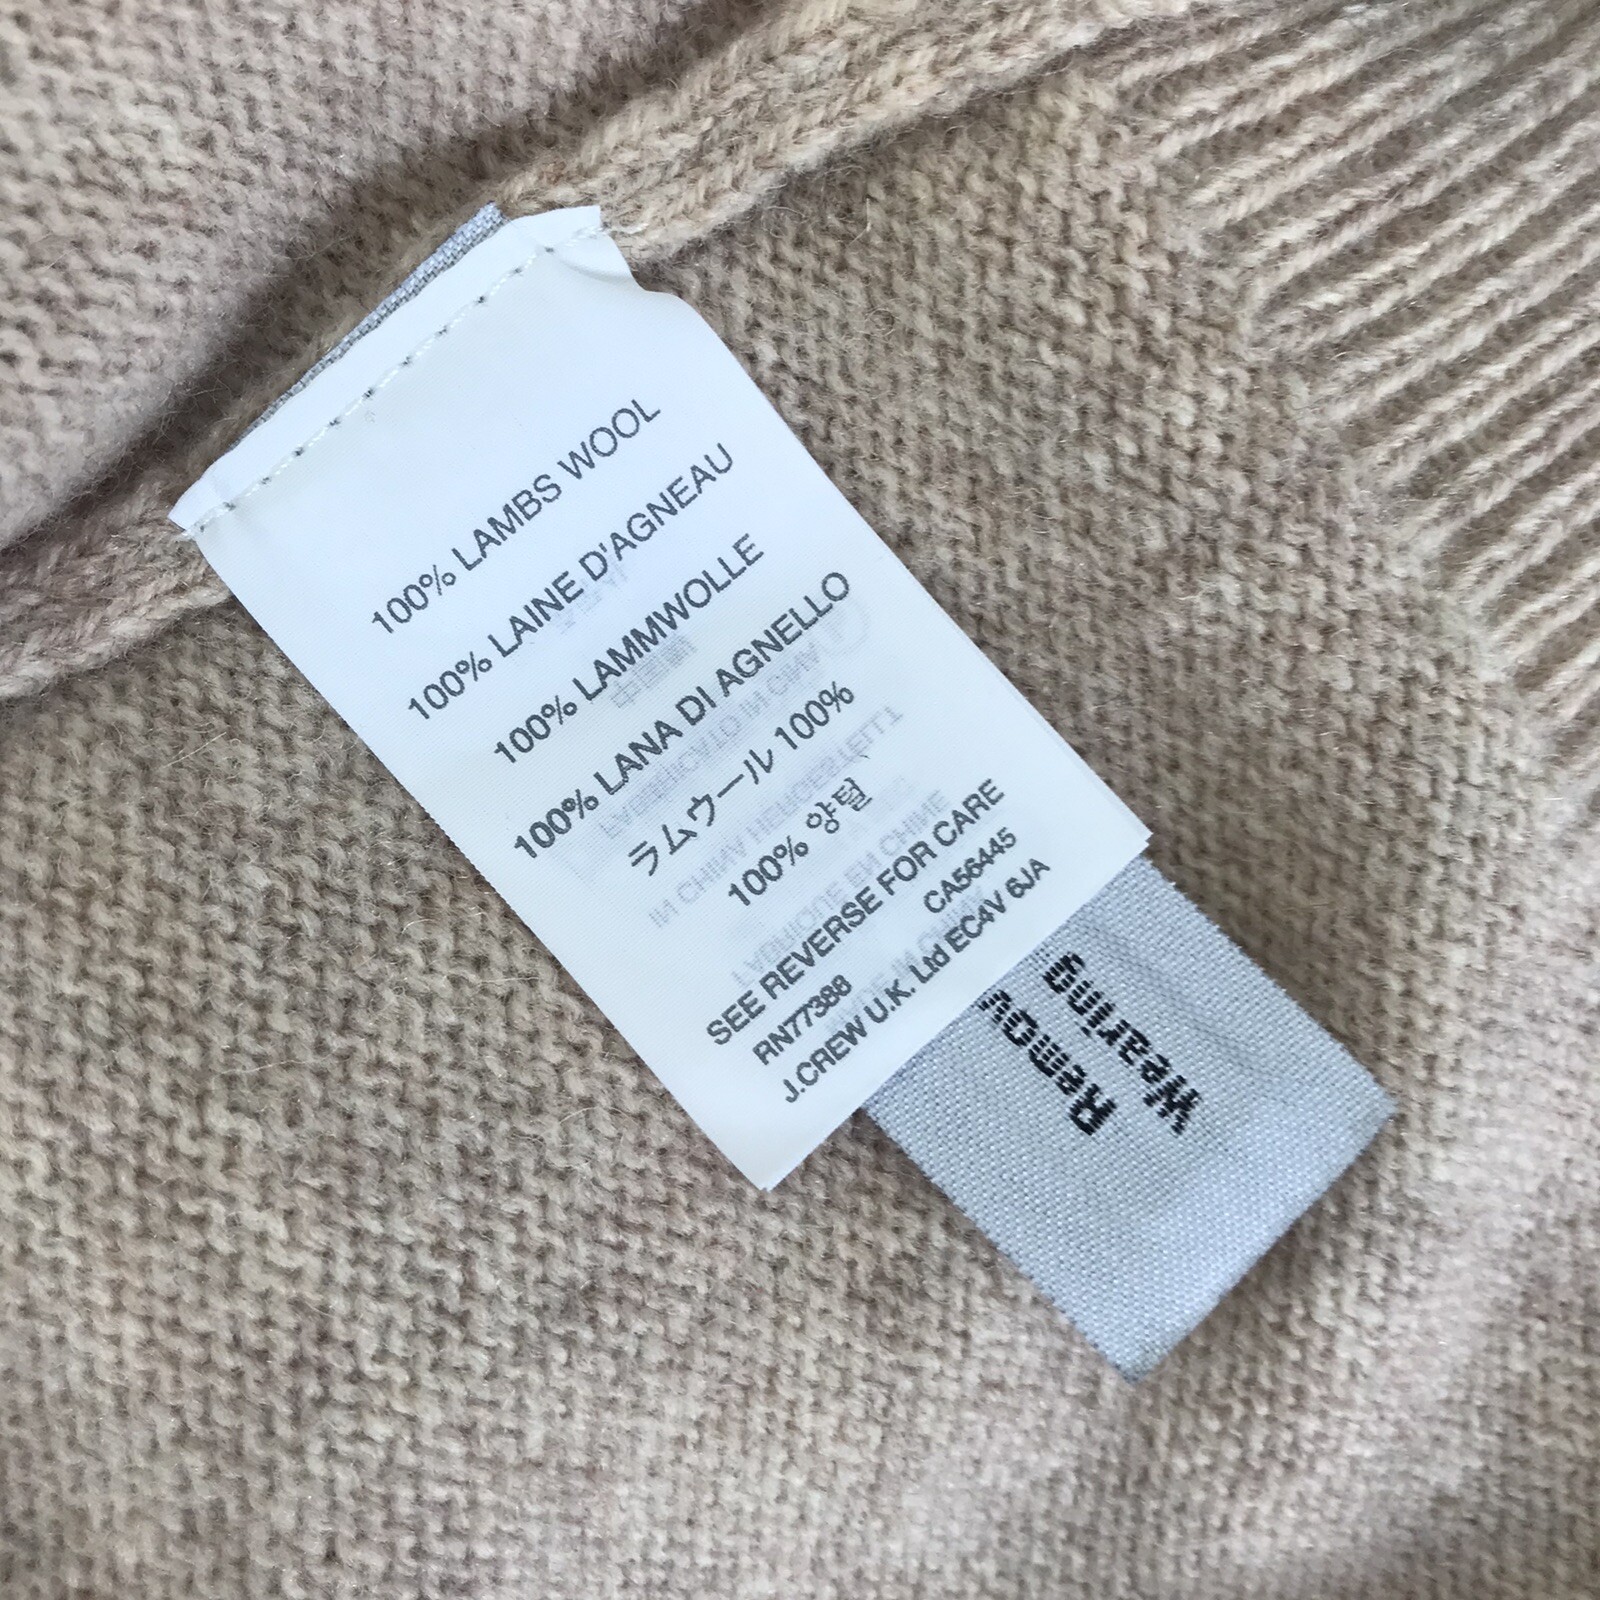 100% LAMBS WOOL
100% LAINE D'AGNEAU
100% LAMMWOLLE
100% LANA DI AGNELLO
ラムウール 100%
100% 양털
SEE REVERSE FOR CARE
RN77388 CA56445
J.CREW U.K. Ltd EC4V 6JA
Wearing